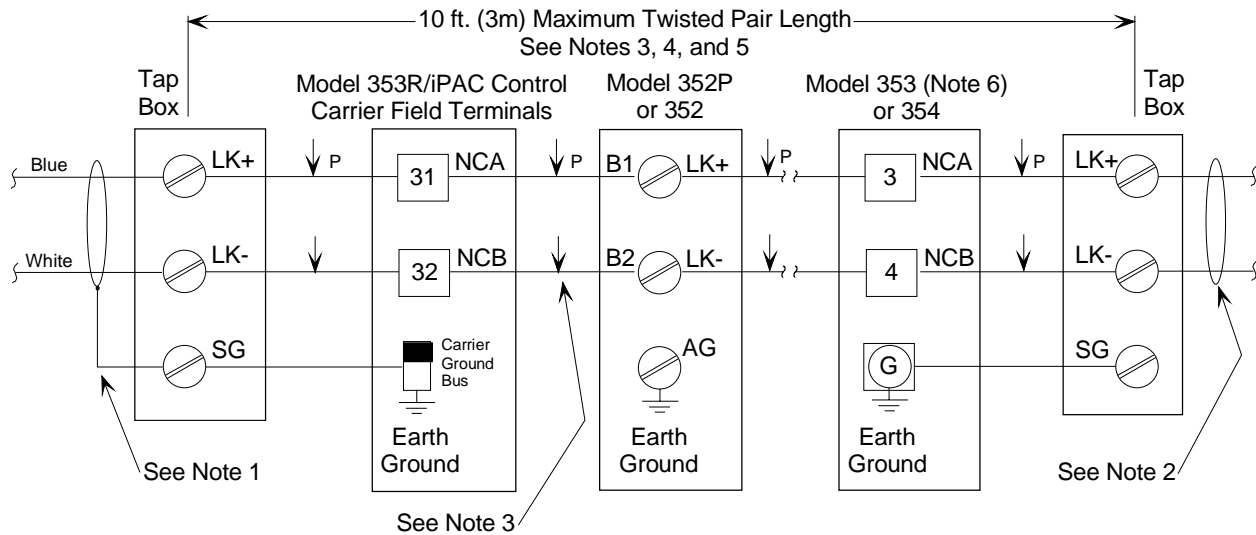 10 ft. (3m) Maximum Twisted Pair Length
See Notes 3, 4, and 5
Tap
Box
Model 353R/iPAC Control
Carrier Field Terminals
Model 352P
or 352
Model 353 (Note 6)
or 354
Tap
Box
Blue
LK+
P
31
NCA
P
B1
LK+
P
3
NCA
P
LK+
White
LK-
32
NCB
B2
LK-
4
NCB
LK-
SG
Carrier
Ground
Bus
AG
G
SG
Earth
Ground
Earth
Ground
Earth
Ground
See Note 1
See Note 2
See Note 3